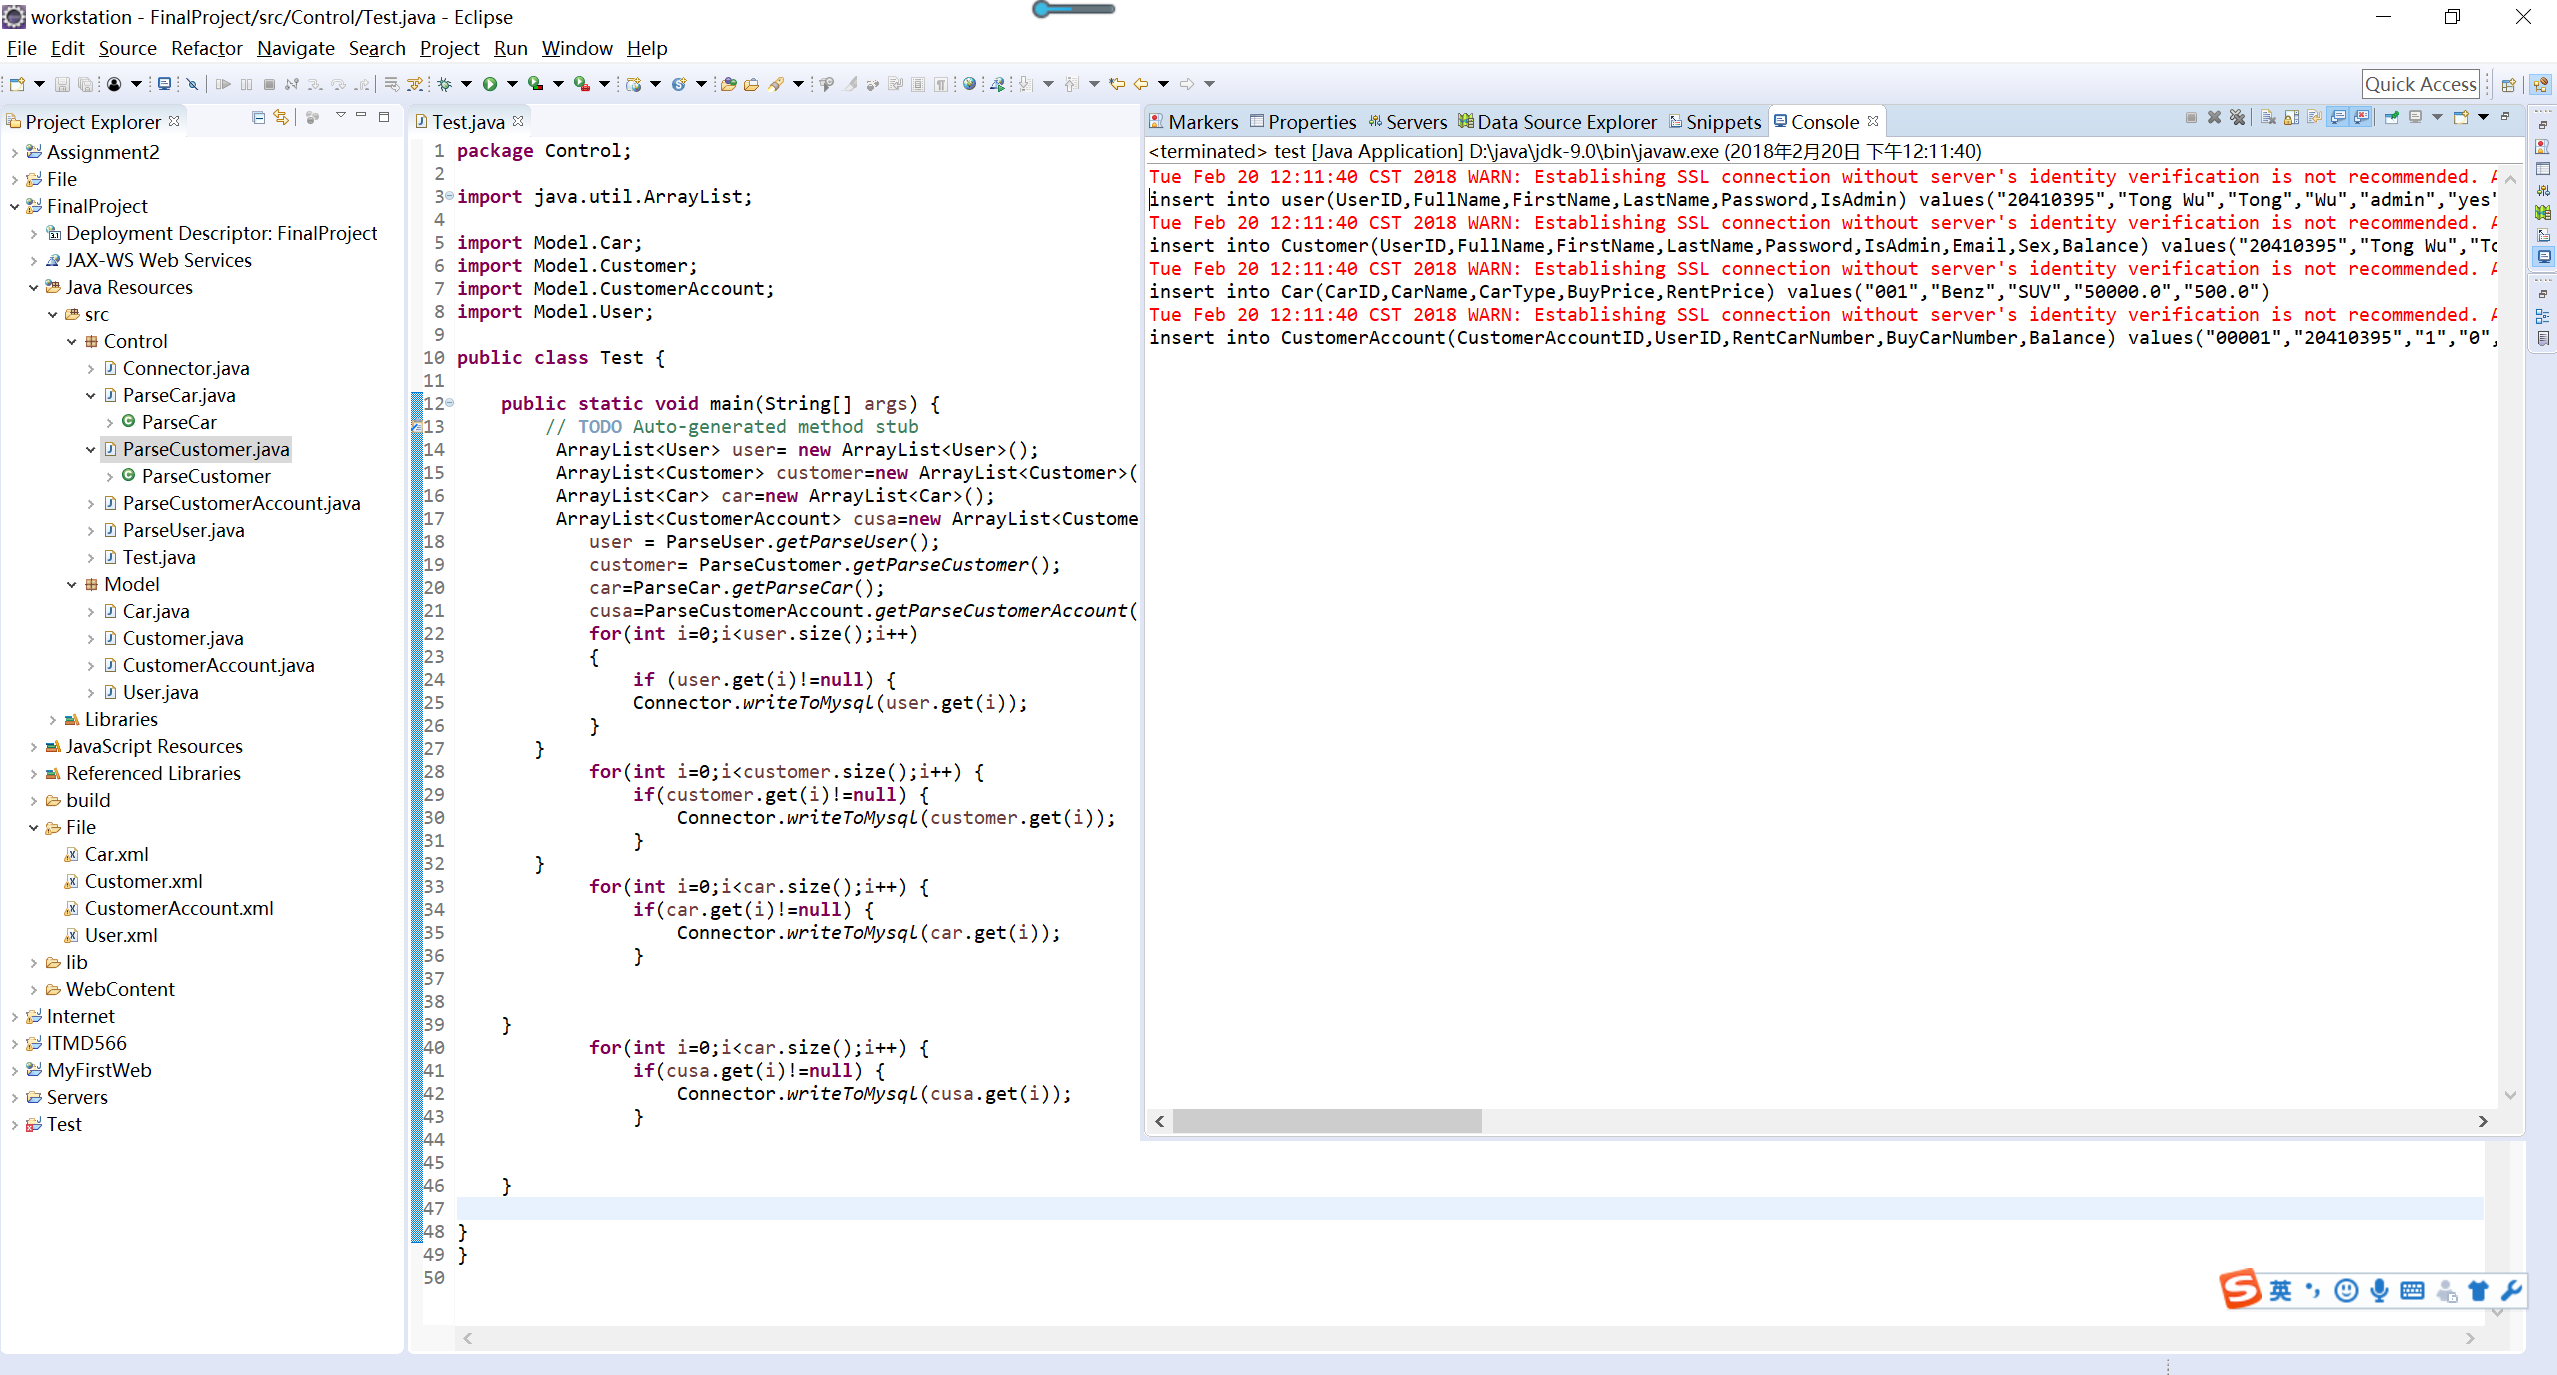 workstation - FinalProject/src/Control/Test.java - Eclipse
File Edit Source Refactor Navigate Search Project Run Window Help
Quick Access
Project Explorer
Assignment2
File
FinalProject
Deployment Descriptor: FinalProject
JAX-WS Web Services
Java Resources
src
Control
Connector.java
ParseCar.java
ParseCar
ParseCustomer.java
ParseCustomer
ParseCustomerAccount.java
ParseUser.java
Test.java
Model
Car.java
Customer.java
CustomerAccount.java
User.java
Libraries
JavaScript Resources
Referenced Libraries
build
File
Car.xml
Customer.xml
CustomerAccount.xml
User.xml
lib
WebContent
Internet
ITMD566
MyFirstWeb
Servers
Test
Test.java
1 package Control;
2
3 import java.util.ArrayList;
4
5 import Model.Car;
6 import Model.Customer;
7 import Model.CustomerAccount;
8 import Model.User;
9
10 public class Test {
11
12 public static void main(String[] args) {
13 // TODO Auto-generated method stub
14 ArrayList<User> user= new ArrayList<User>();
15 ArrayList<Customer> customer=new ArrayList<Customer>(
16 ArrayList<Car> car=new ArrayList<Car>();
17 ArrayList<CustomerAccount> cusa=new ArrayList<Custome
18 user = ParseUser.getParseUser();
19 customer= ParseCustomer.getParseCustomer();
20 car=ParseCar.getParseCar();
21 cusa=ParseCustomerAccount.getParseCustomerAccount(
22 for(int i=0;i<user.size();i++)
23 {
24 if (user.get(i)!=null) {
25 Connector.writeToMysql(user.get(i));
26 }
27 }
28 for(int i=0;i<customer.size();i++) {
29 if(customer.get(i)!=null) {
30 Connector.writeToMysql(customer.get(i));
31 }
32 }
33 for(int i=0;i<car.size();i++) {
34 if(car.get(i)!=null) {
35 Connector.writeToMysql(car.get(i));
36 }
37
38
39 }
40 for(int i=0;i<car.size();i++) {
41 if(cusa.get(i)!=null) {
42 Connector.writeToMysql(cusa.get(i));
43 }
44
45
46 }
47
48 }
49 }
50
Markers Properties Servers Data Source Explorer Snippets Console
<terminated> test [Java Application] D:\java\jdk-9.0\bin\javaw.exe (2018年2月20日 下午12:11:40)
Tue Feb 20 12:11:40 CST 2018 WARN: Establishing SSL connection without server's identity verification is not recommended. A
insert into user(UserID,FullName,FirstName,LastName,Password,IsAdmin) values("20410395","Tong Wu","Tong","Wu","admin","yes"
Tue Feb 20 12:11:40 CST 2018 WARN: Establishing SSL connection without server's identity verification is not recommended. A
insert into Customer(UserID,FullName,FirstName,LastName,Password,IsAdmin,Email,Sex,Balance) values("20410395","Tong Wu","To
Tue Feb 20 12:11:40 CST 2018 WARN: Establishing SSL connection without server's identity verification is not recommended. A
insert into Car(CarID,CarName,CarType,BuyPrice,RentPrice) values("001","Benz","SUV","50000.0","500.0")
Tue Feb 20 12:11:40 CST 2018 WARN: Establishing SSL connection without server's identity verification is not recommended. A
insert into CustomerAccount(CustomerAccountID,UserID,RentCarNumber,BuyCarNumber,Balance) values("00001","20410395","1","0",
英